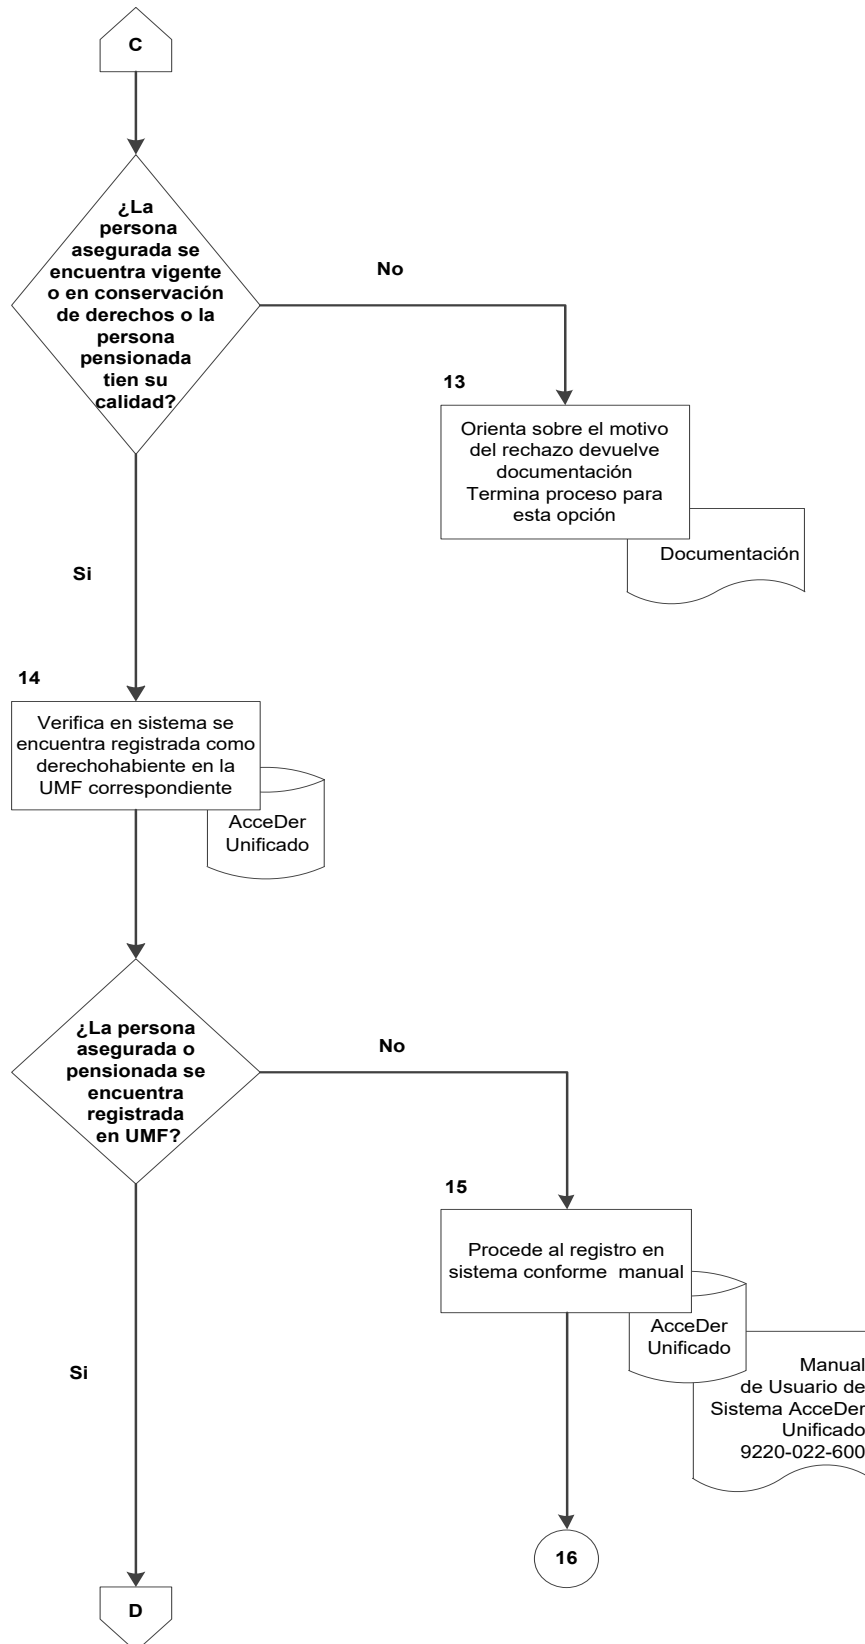 C
¿La
persona
asegurada se
encuentra vigente
o en conservación
de derechos o la
persona
pensionada
tien su
calidad?
No
13
Orienta sobre el motivo
del rechazo devuelve
documentación
Termina proceso para
esta opción
Documentación
Si
14
Verifica en sistema se
encuentra registrada como
derechohabiente en la
UMF correspondiente
AcceDer
Unificado
¿La persona
asegurada o
pensionada se
encuentra
registrada
en UMF?
No
15
Procede al registro en
sistema conforme manual
AcceDer
Unificado
Manual
de Usuario de
Sistema AcceDer
Unificado
9220-022-600
Si
16
D